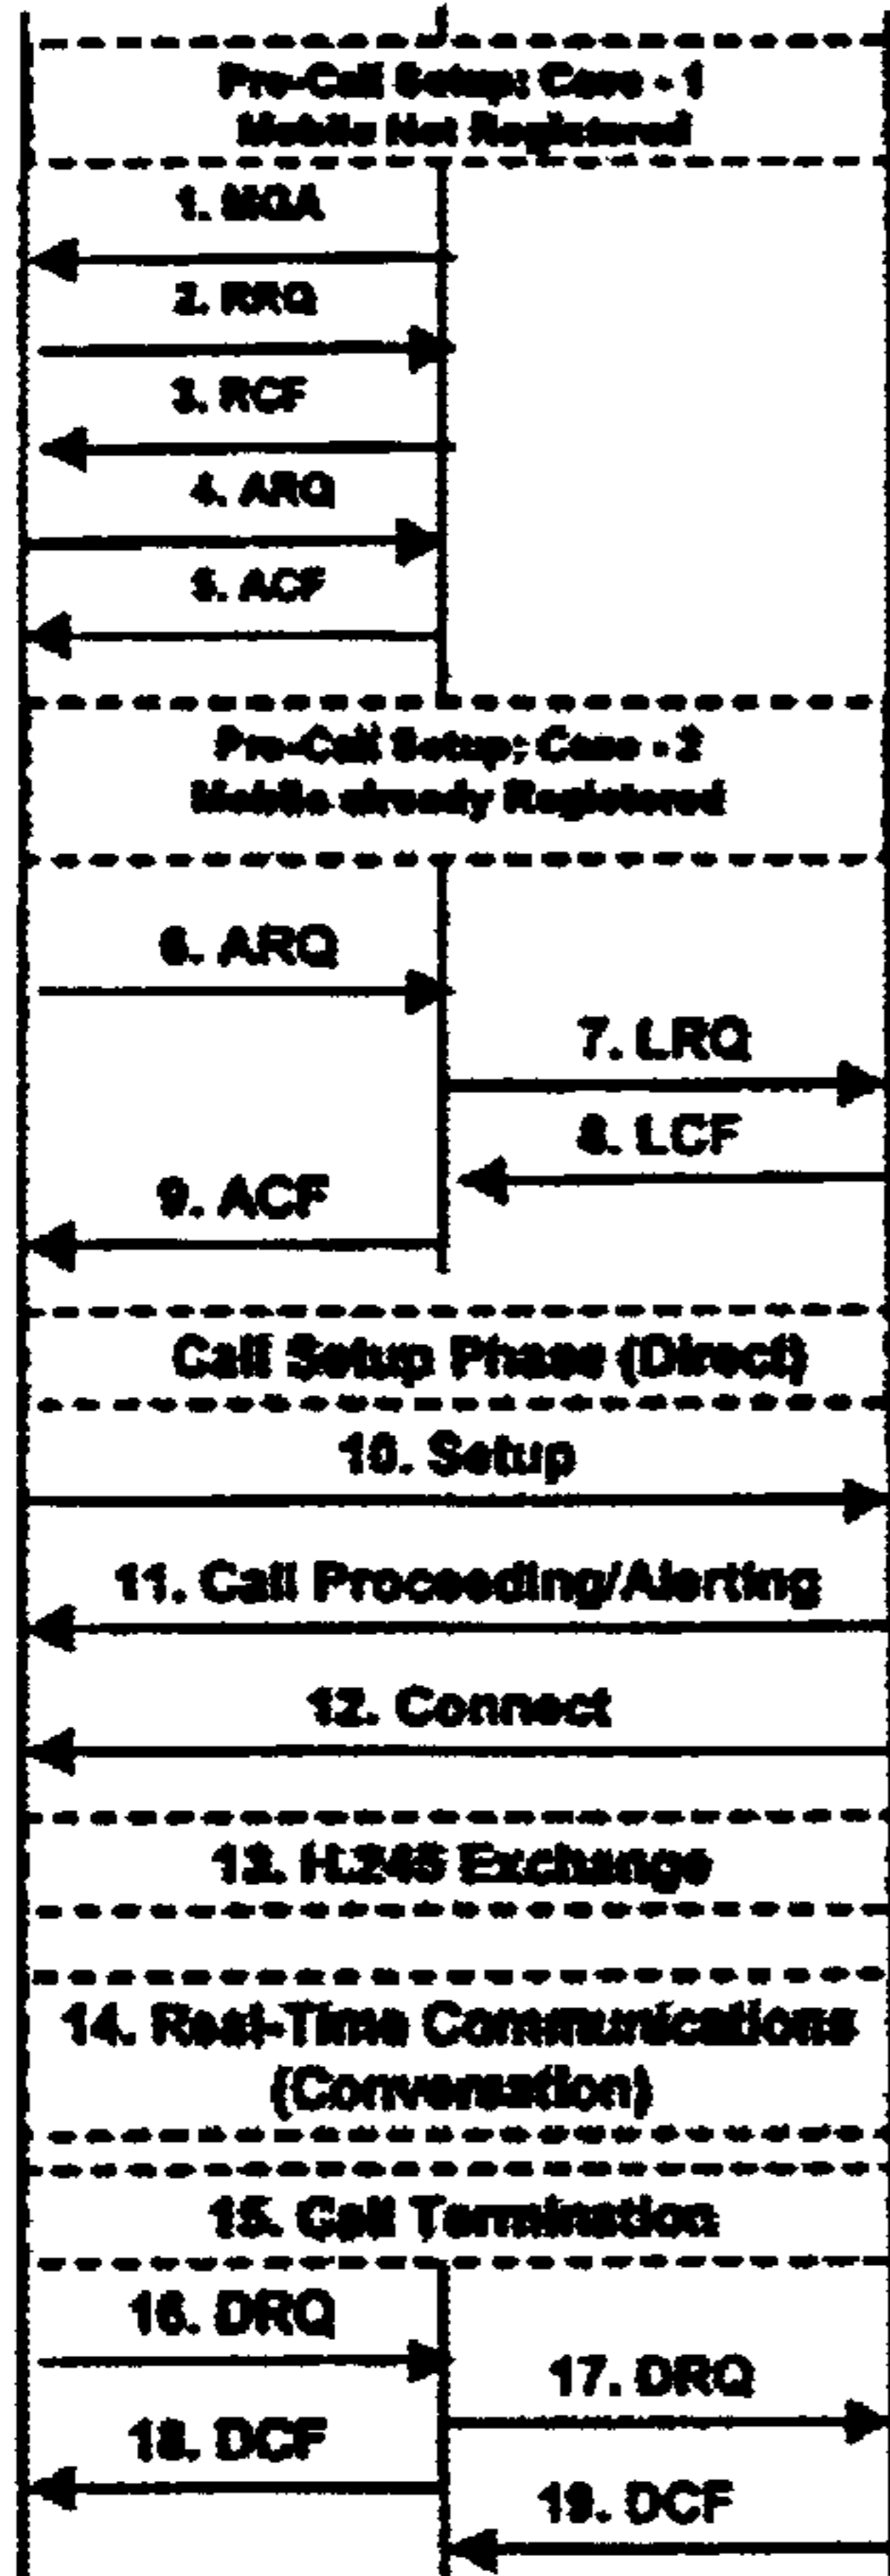 Pre-Call Setup; Case - 1
Mobile Not Registered
1. MGA
2. RRQ
3. RCF
4. ARQ
5. ACF
Pre-Call Setup; Case - 2
Mobile already Registered
6. ARQ
7. LRQ
8. LCF
9. ACF
Call Setup Phase (Direct)
10. Setup
11. Call Proceeding/Alerting
12. Connect
13. H.245 Exchange
14. Real-Time Communications
(Conversation)
15. Call Termination
16. DRQ
17. DRQ
18. DCF
19. DCF